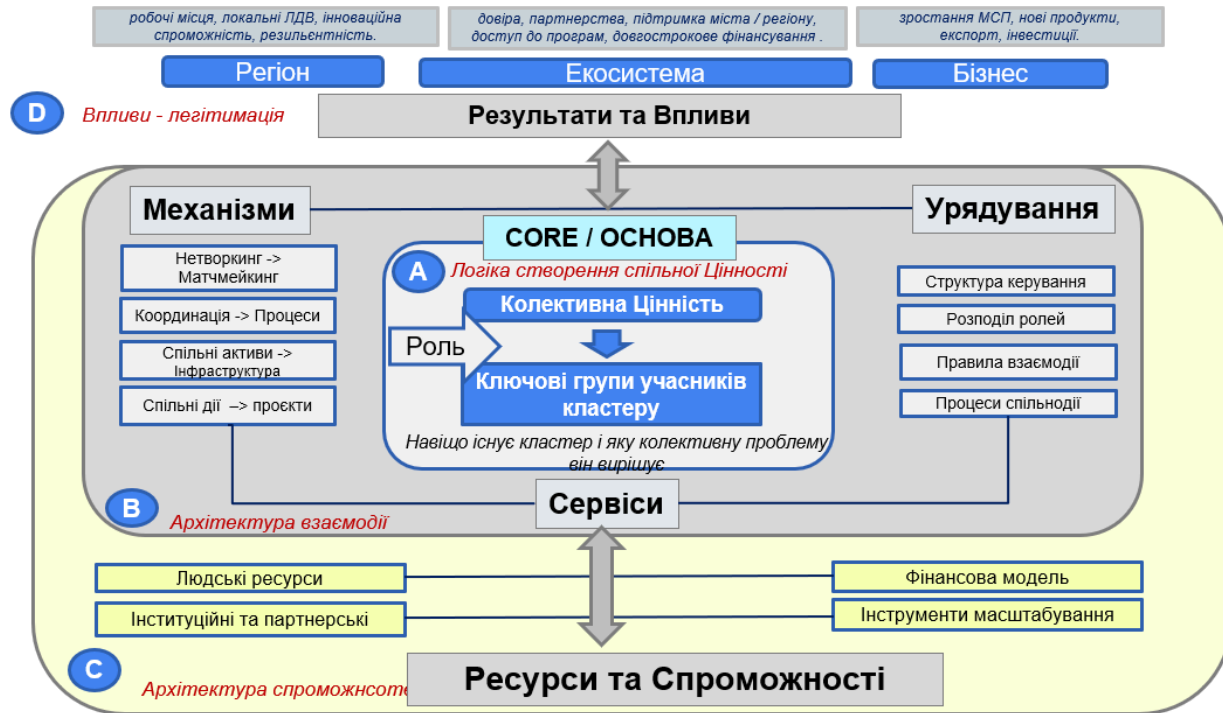 робочі місця, локальні ЛДВ, інноваційна
спроможність, резильєнтність.
довіра, партнерства, підтримка міста / регіону,
доступ до програм, довгострокове фінансування .
зростання МСП, нові продукти,
експорт, інвестиції.
Регіон
Екосистема
Бізнес
D
Впливи - легітимація
Результати та Впливи
Механізми
Урядування
CORE / ОСНОВА
A
Логіка створення спільної Цінності
Нетворкинг ->
Матчмейкинг
Координація -> Процеси
Спільні активи ->
Інфраструктура
Спільні дії –> проєкти
Колективна Цінність
Роль
Ключові групи учасників
кластеру
Навіщо існує кластер і яку колективну проблему
він вирішує
Структура керування
Розподіл ролей
Правила взаємодії
Процеси спільнодії
B
Архітектура взаємодії
Сервіси
Людські ресурси
Фінансова модель
Інституційні та партнерські
Інструменти масштабування
C
Архітектура спроможнсоте
Ресурси та Спроможності